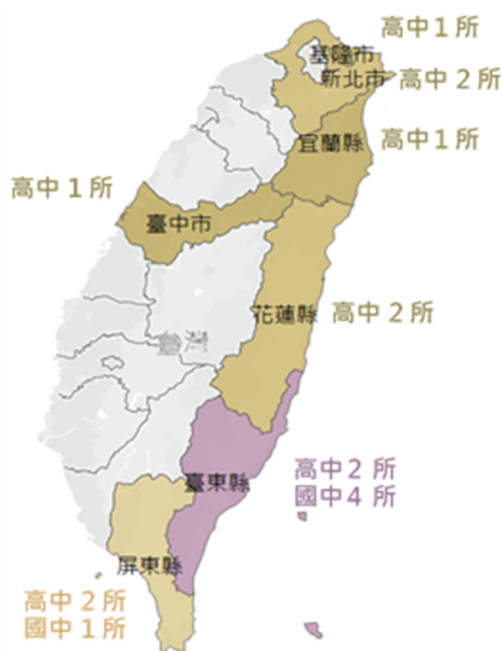 高中 1 所
基隆市
新北市
高中 2 所
宜蘭縣
高中 1 所
高中 1 所
臺中市
花蓮縣
高中 2 所
臺灣
高中2 所
國中4 所
臺東縣
屏東縣
高中 2 所
國中 1 所